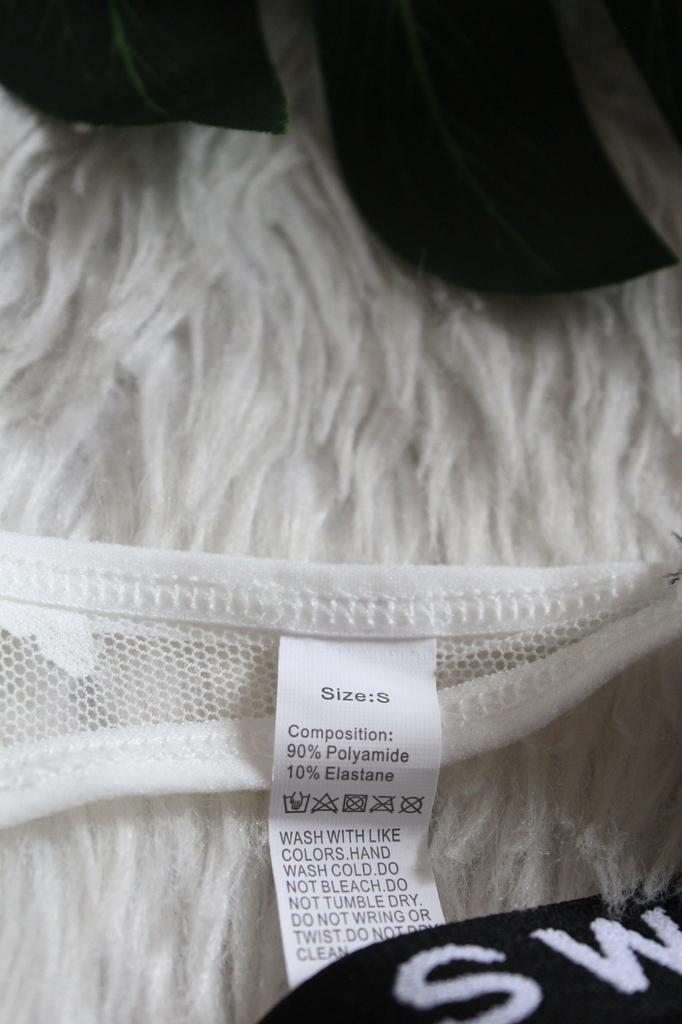 Size:S
Composition:
90% Polyamide
10% Elastane
WASH WITH LIKE
COLORS.HAND
WASH COLD.DO
NOT BLEACH.DO
NOT TUMBLE DRY.
DO NOT WRING OR
TWIST.DO NOT DRY
CLEAN
SW